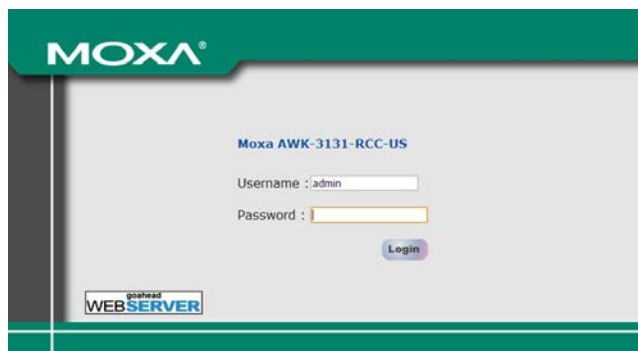 MOXA®
Moxa AWK-3131-RCC-US
Username : admin
Password :
Login
goahead
WEBSERVER